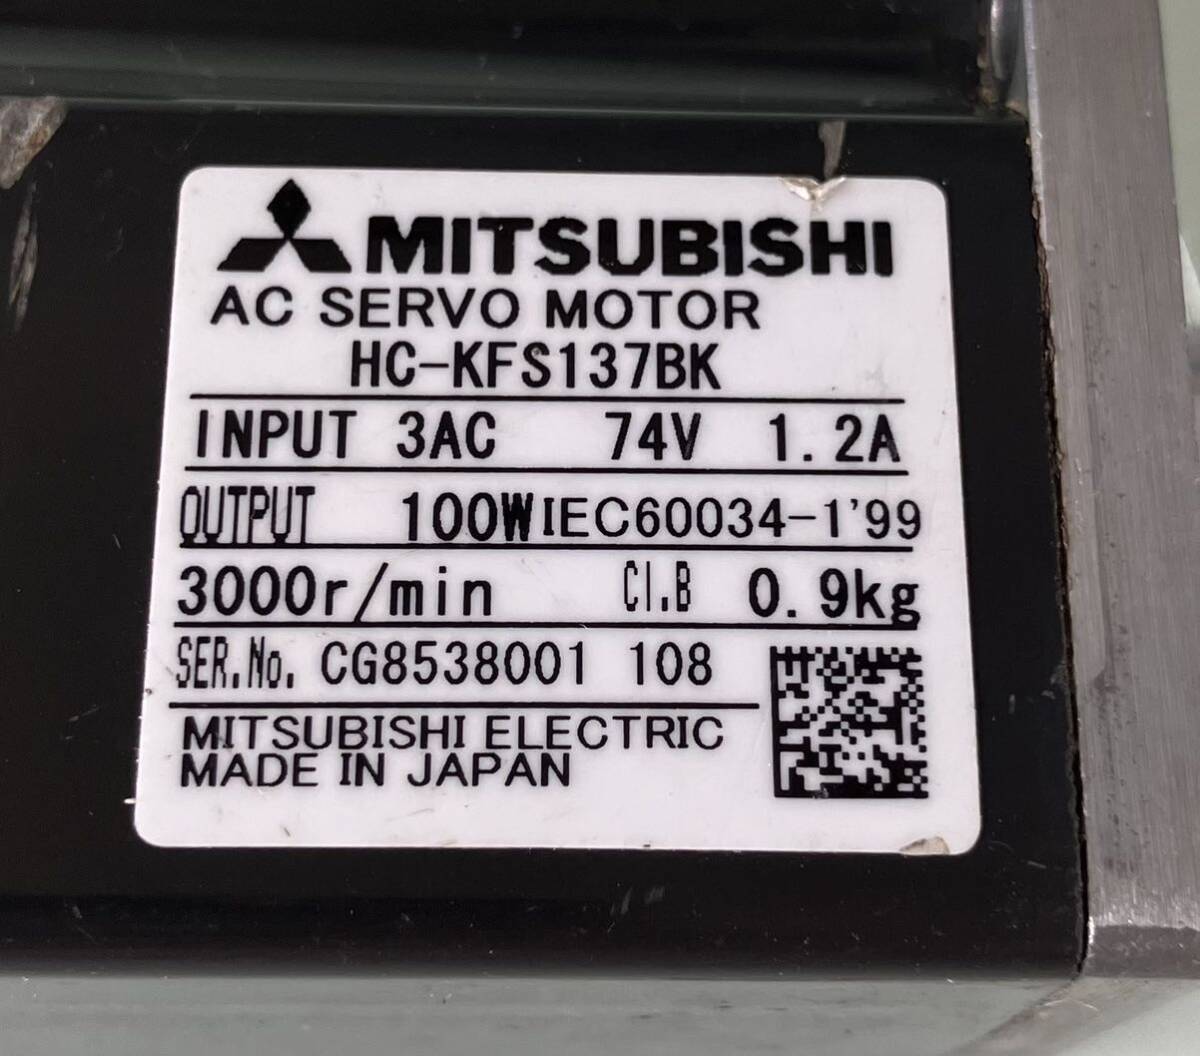 MITSUBISHI
AC SERVO MOTOR
HC-KFS137BK
INPUT 3AC 74V 1.2A
OUTPUT 100W IEC60034-1'99
3000r/min CI.B 0.9kg
SER.No. CG8538001 108
MITSUBISHI ELECTRIC
MADE IN JAPAN